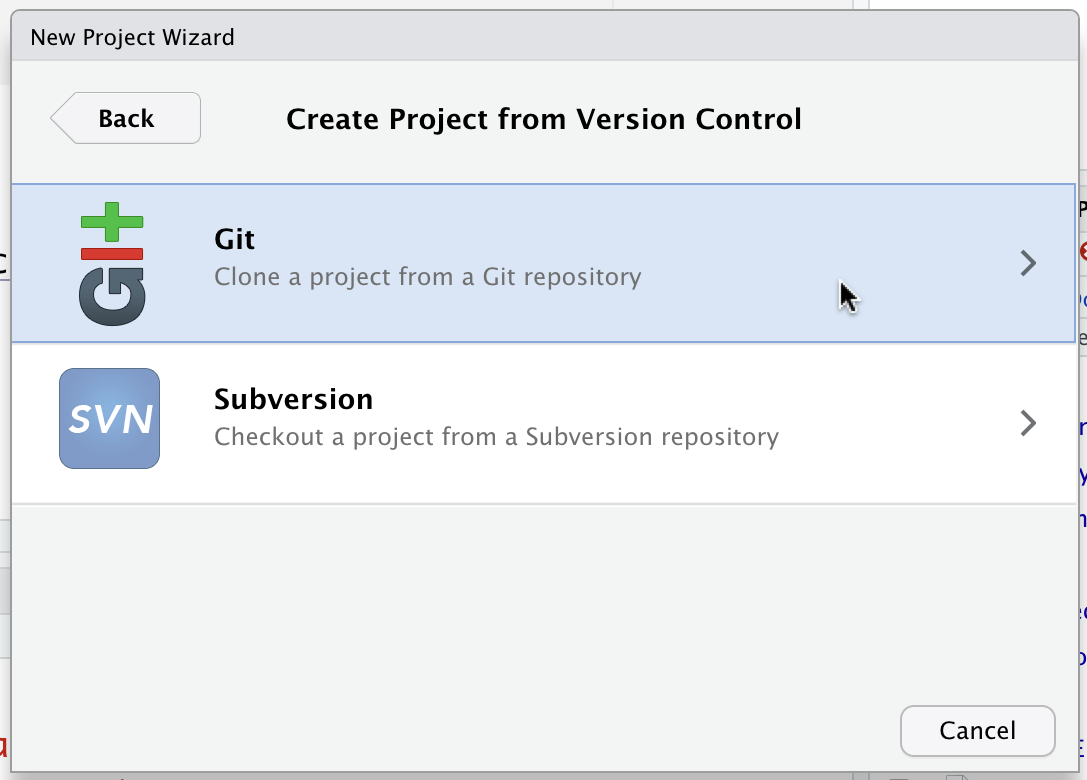 New Project Wizard
Back
Create Project from Version Control
Git
Git
Clone a project from a Git repository
SVN
Subversion
Checkout a project from a Subversion repository
Cancel